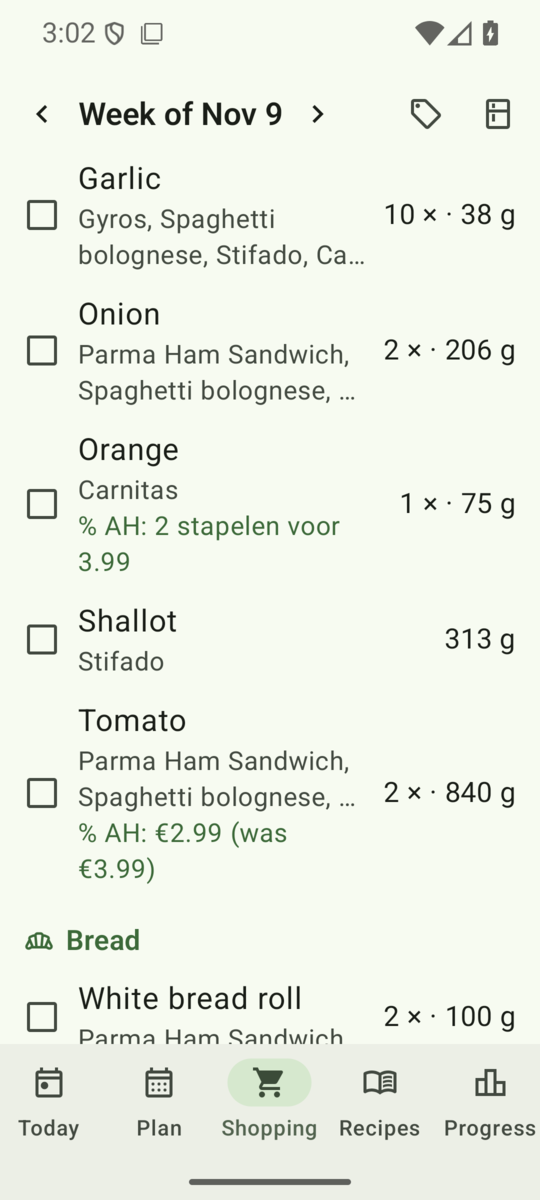 3:02
Week of Nov 9
Garlic
Gyros, Spaghetti
bolognese, Stifado, Ca…
10 × · 38 g
Onion
Parma Ham Sandwich,
Spaghetti bolognese, …
2 × · 206 g
Orange
Carnitas
% AH: 2 stapelen voor
3.99
1 × · 75 g
Shallot
Stifado
313 g
Tomato
Parma Ham Sandwich,
Spaghetti bolognese, …
% AH: €2.99 (was
€3.99)
2 × · 840 g
Bread
White bread roll
Parma Ham Sandwich
2 × · 100 g
Today
Plan
Shopping
Recipes
Progress